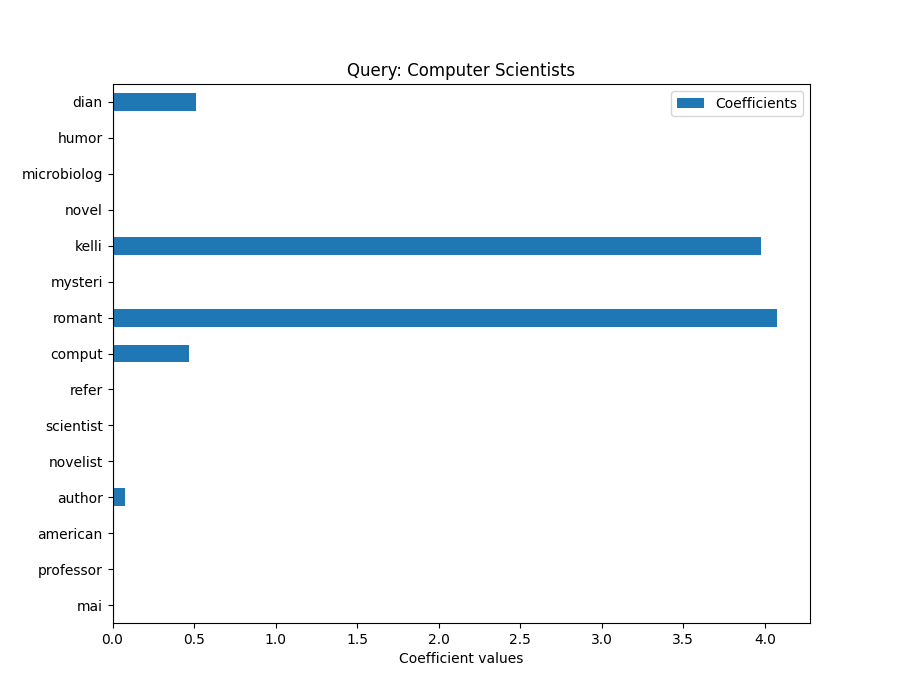 Query: Computer Scientists
Coefficients
dian
humor
microbiolog
novel
kelli
mysteri
romant
comput
refer
scientist
novelist
author
american
professor
mai
0.0 0.5 1.0 1.5 2.0 2.5 3.0 3.5 4.0
Coefficient values